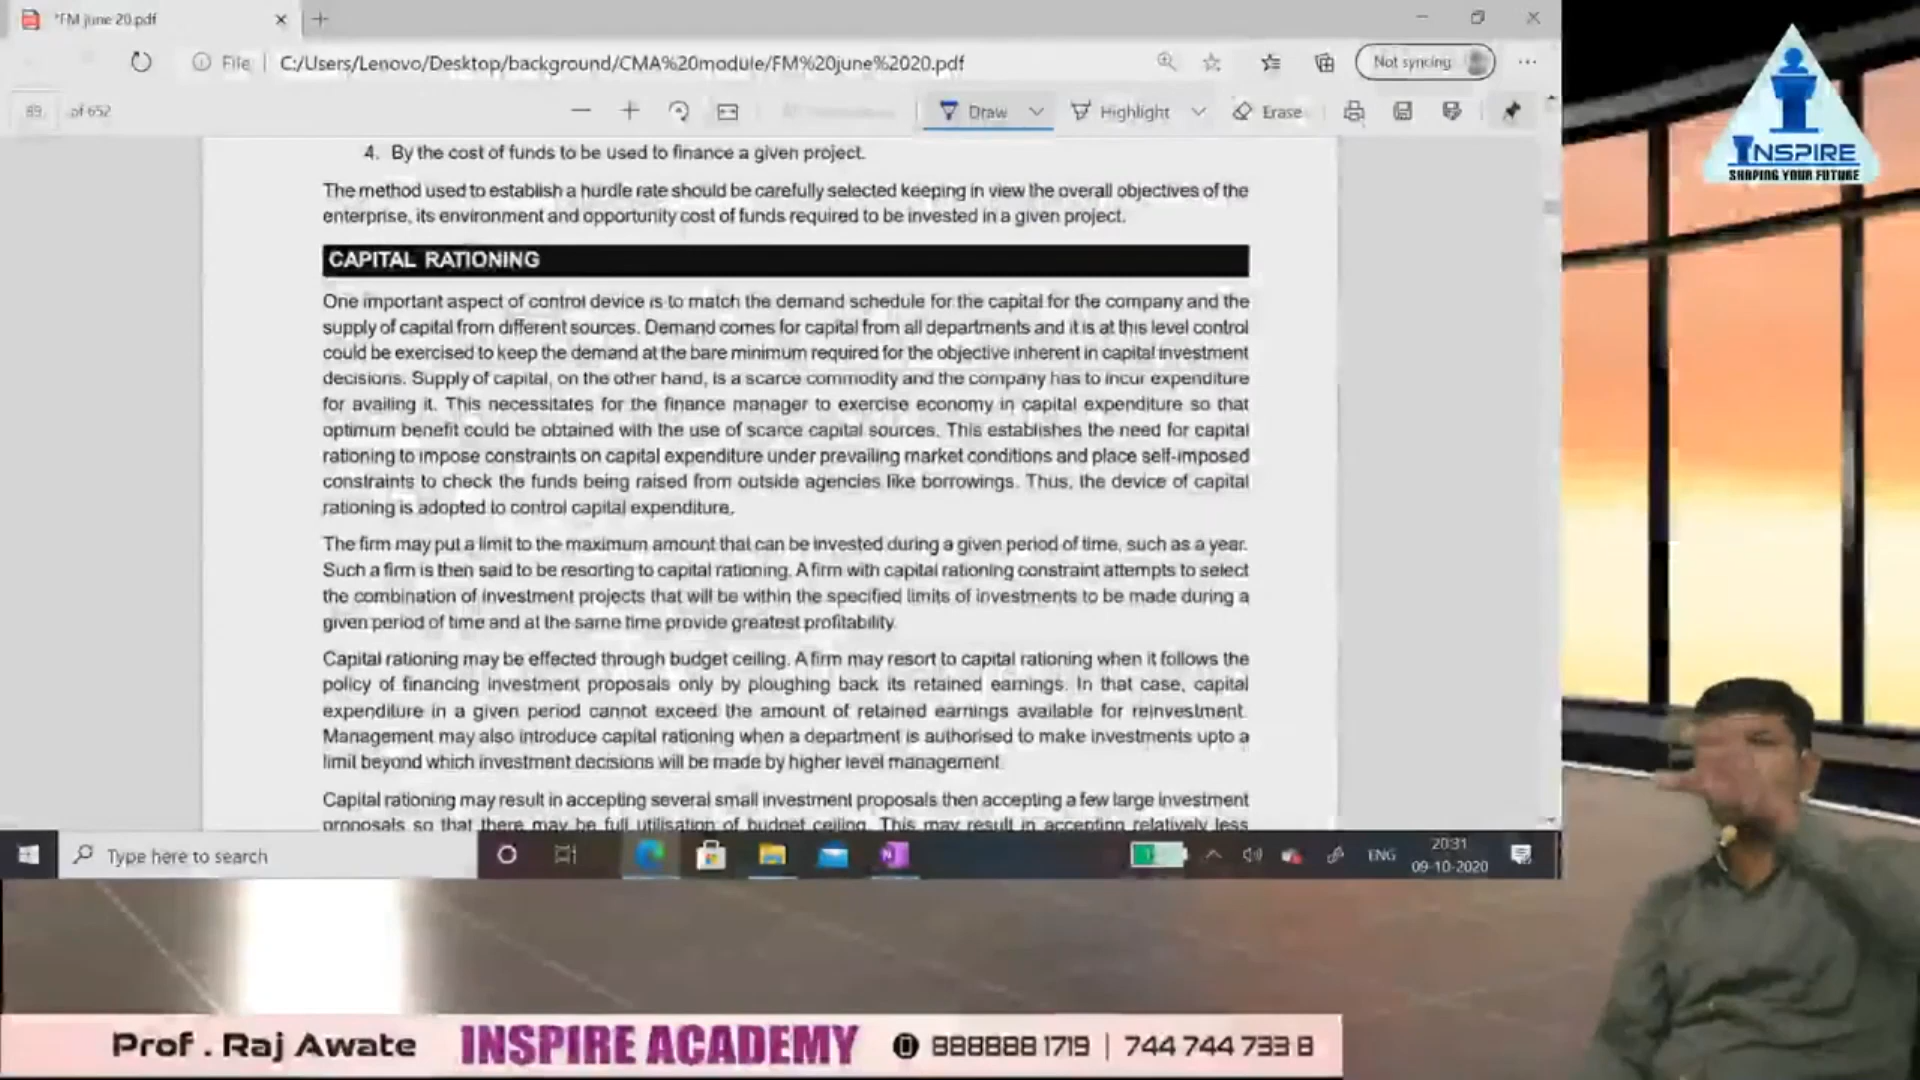 *FM june 20.pdf
File
C:/Users/Lenovo/Desktop/background/CMA%20module/FM%20june%2020.pdf
Not syncing
89 of 652
Draw
Highlight
Erase
INSPIRE
SHAPING YOUR FUTURE
4. By the cost of funds to be used to finance a given project.
The method used to establish a hurdle rate should be carefully selected keeping in view the overall objectives of the
enterprise, its environment and opportunity cost of funds required to be invested in a given project.
CAPITAL RATIONING
One important aspect of control device is to match the demand schedule for the capital for the company and the
supply of capital from different sources. Demand comes for capital from all departments and it is at this level control
could be exercised to keep the demand at the bare minimum required for the objective inherent in capital investment
decisions. Supply of capital, on the other hand, is a scarce commodity and the company has to incur expenditure
for availing it. This necessitates for the finance manager to exercise economy in capital expenditure so that
optimum benefit could be obtained with the use of scarce capital sources. This establishes the need for capital
rationing to impose constraints on capital expenditure under prevailing market conditions and place self-imposed
constraints to check the funds being raised from outside agencies like borrowings. Thus, the device of capital
rationing is adopted to control capital expenditure.
The firm may put a limit to the maximum amount that can be invested during a given period of time, such as a year.
Such a firm is then said to be resorting to capital rationing. A firm with capital rationing constraint attempts to select
the combination of investment projects that will be within the specified limits of investments to be made during a
given period of time and at the same time provide greatest profitability.
Capital rationing may be effected through budget ceiling. A firm may resort to capital rationing when it follows the
policy of financing investment proposals only by ploughing back its retained earnings. In that case, capital
expenditure in a given period cannot exceed the amount of retained earnings available for reinvestment.
Management may also introduce capital rationing when a department is authorised to make investments upto a
limit beyond which investment decisions will be made by higher level management.
Capital rationing may result in accepting several small investment proposals then accepting a few large investment
proposals so that there may be full utilisation of budget ceiling. This may result in accepting relatively less
Type here to search
ENG
20:31
09-10-2020
Prof . Raj Awate INSPIRE ACADEMY 888888 1719 | 744 744 733 8